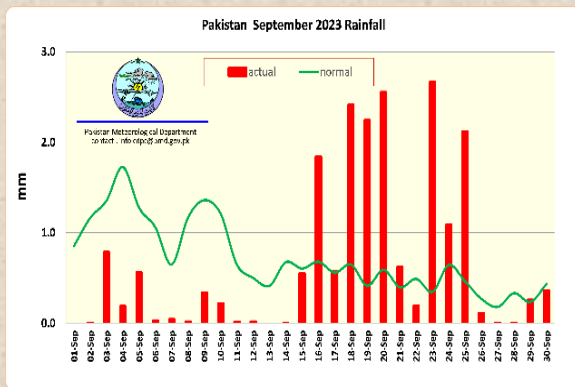 Pakistan September 2023 Rainfall
3.0
2.0
1.0
0.0
mm
actual
normal
Pakistan Meteorological Department
01-Sep
02-Sep
03-Sep
04-Sep
05-Sep
06-Sep
07-Sep
08-Sep
09-Sep
10-Sep
11-Sep
12-Sep
13-Sep
14-Sep
15-Sep
16-Sep
17-Sep
18-Sep
19-Sep
20-Sep
21-Sep
22-Sep
23-Sep
24-Sep
25-Sep
26-Sep
27-Sep
28-Sep
29-Sep
30-Sep